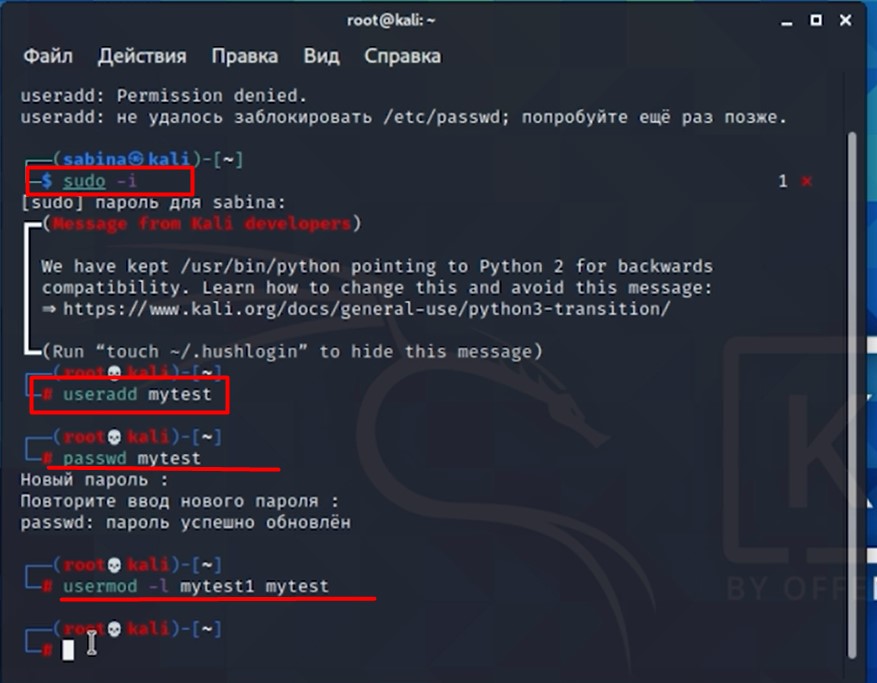 root@kali: ~
Файл Действия Правка Вид Справка
useradd: Permission denied.
useradd: не удалось заблокировать /etc/passwd; попробуйте ещё раз позже.
(sabina㉿kali)-[~]
$ sudo -i
1 ⨯
[sudo] пароль для sabina:
(Message from Kali developers)
We have kept /usr/bin/python pointing to Python 2 for backwards
compatibility. Learn how to change this and avoid this message:
⇒ https://www.kali.org/docs/general-use/python3-transition/
(Run “touch ~/.hushlogin” to hide this message)
(root💀kali)-[~]
# useradd mytest
(root💀kali)-[~]
# passwd mytest
Новый пароль :
Повторите ввод нового пароля :
passwd: пароль успешно обновлён
(root💀kali)-[~]
# usermod -l mytest1 mytest
(root💀kali)-[~]
#
K
BY OFFE